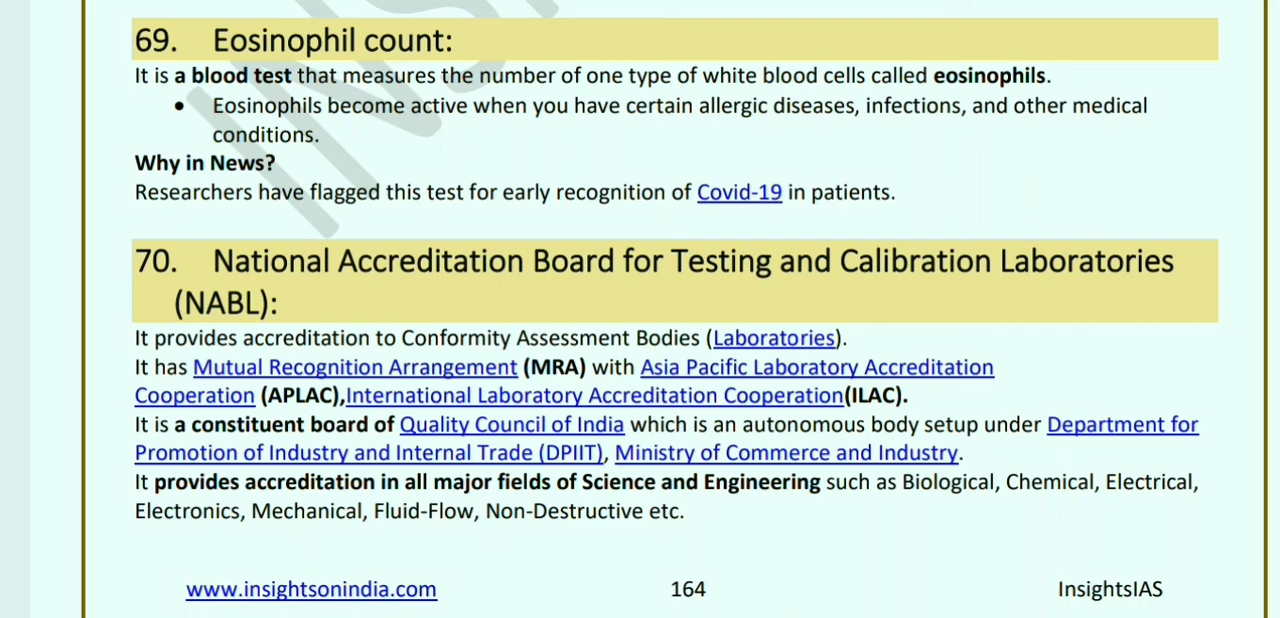 69. Eosinophil count:
It is a blood test that measures the number of one type of white blood cells called eosinophils.
• Eosinophils become active when you have certain allergic diseases, infections, and other medical
conditions.
Why in News?
Researchers have flagged this test for early recognition of Covid-19 in patients.
70. National Accreditation Board for Testing and Calibration Laboratories
(NABL):
It provides accreditation to Conformity Assessment Bodies (Laboratories).
It has Mutual Recognition Arrangement (MRA) with Asia Pacific Laboratory Accreditation
Cooperation (APLAC),International Laboratory Accreditation Cooperation(ILAC).
It is a constituent board of Quality Council of India which is an autonomous body setup under Department for
Promotion of Industry and Internal Trade (DPIIT), Ministry of Commerce and Industry.
It provides accreditation in all major fields of Science and Engineering such as Biological, Chemical, Electrical,
Electronics, Mechanical, Fluid-Flow, Non-Destructive etc.
www.insightsonindia.com 164 InsightsIAS